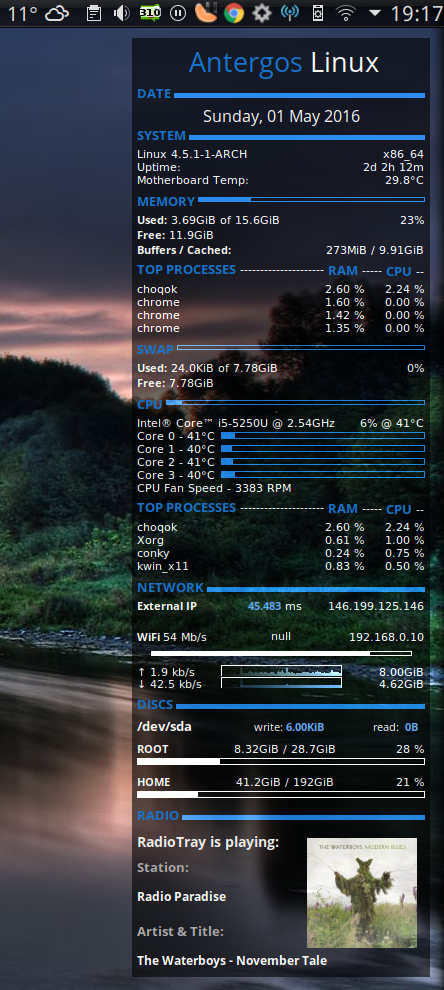 11° 310 19:17
Antergos Linux
DATE
Sunday, 01 May 2016
SYSTEM
Linux 4.5.1-1-ARCH x86_64
Uptime: 2d 2h 12m
Motherboard Temp: 29.8°C
MEMORY
Used: 3.69GiB of 15.6GiB 23%
Free: 11.9GiB
Buffers / Cached: 273MiB / 9.91GiB
TOP PROCESSES --------------------- RAM ----- CPU --
choqok 2.60 % 2.24 %
chrome 1.60 % 0.00 %
chrome 1.42 % 0.00 %
chrome 1.35 % 0.00 %
SWAP
Used: 24.0KiB of 7.78GiB 0%
Free: 7.78GiB
CPU
Intel® Core™ i5-5250U @ 2.54GHz 6% @ 41°C
Core 0 - 41°C
Core 1 - 40°C
Core 2 - 41°C
Core 3 - 40°C
CPU Fan Speed - 3383 RPM
TOP PROCESSES --------------------- RAM ----- CPU --
choqok 2.60 % 2.24 %
Xorg 0.61 % 1.00 %
conky 0.24 % 0.75 %
kwin_x11 0.83 % 0.50 %
NETWORK
External IP 45.483 ms 146.199.125.146
WiFi 54 Mb/s null 192.168.0.10
↑ 1.9 kb/s 8.00GiB
↓ 42.5 kb/s 4.62GiB
DISCS
/dev/sda write: 6.00KiB read: 0B
ROOT 8.32GiB / 28.7GiB 28 %
HOME 41.2GiB / 192GiB 21 %
RADIO
RadioTray is playing:
THE WATERBOYS MODERN BLUES
Station:
Radio Paradise
Artist & Title:
The Waterboys - November Tale